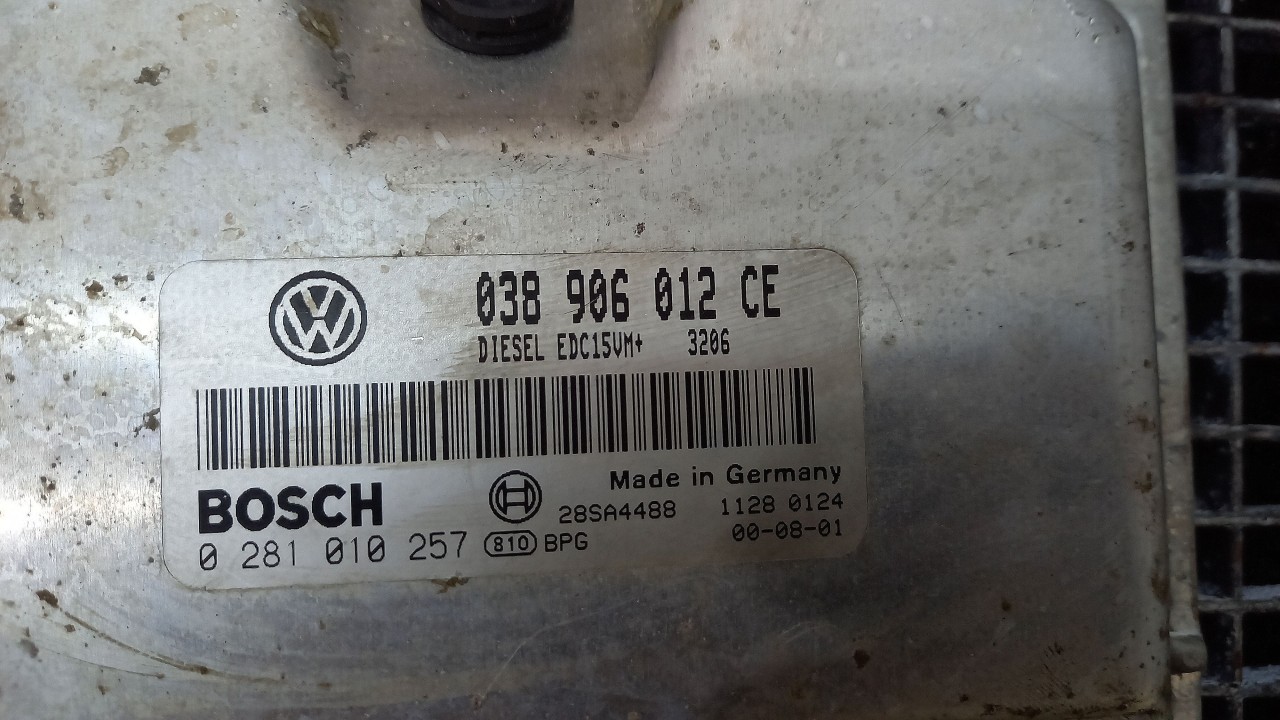 038 906 012 CE
DIESEL EDC15VM+ 3206
BOSCH
Made in Germany
28SA4488 1128 0124
0 281 010 257 810 BPG
00-08-01